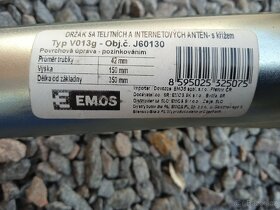 DRŽÁK SATELITNÍCH A INTERNETOVÝCH ANTÉN - s křížem
Typ V013g - Obj.č. J60130
Povrchová úprava - pozinkováním
Průměr trubky 42 mm
Výška 150 mm
Délka od základny 350 mm
EMOS
8 595025 325075